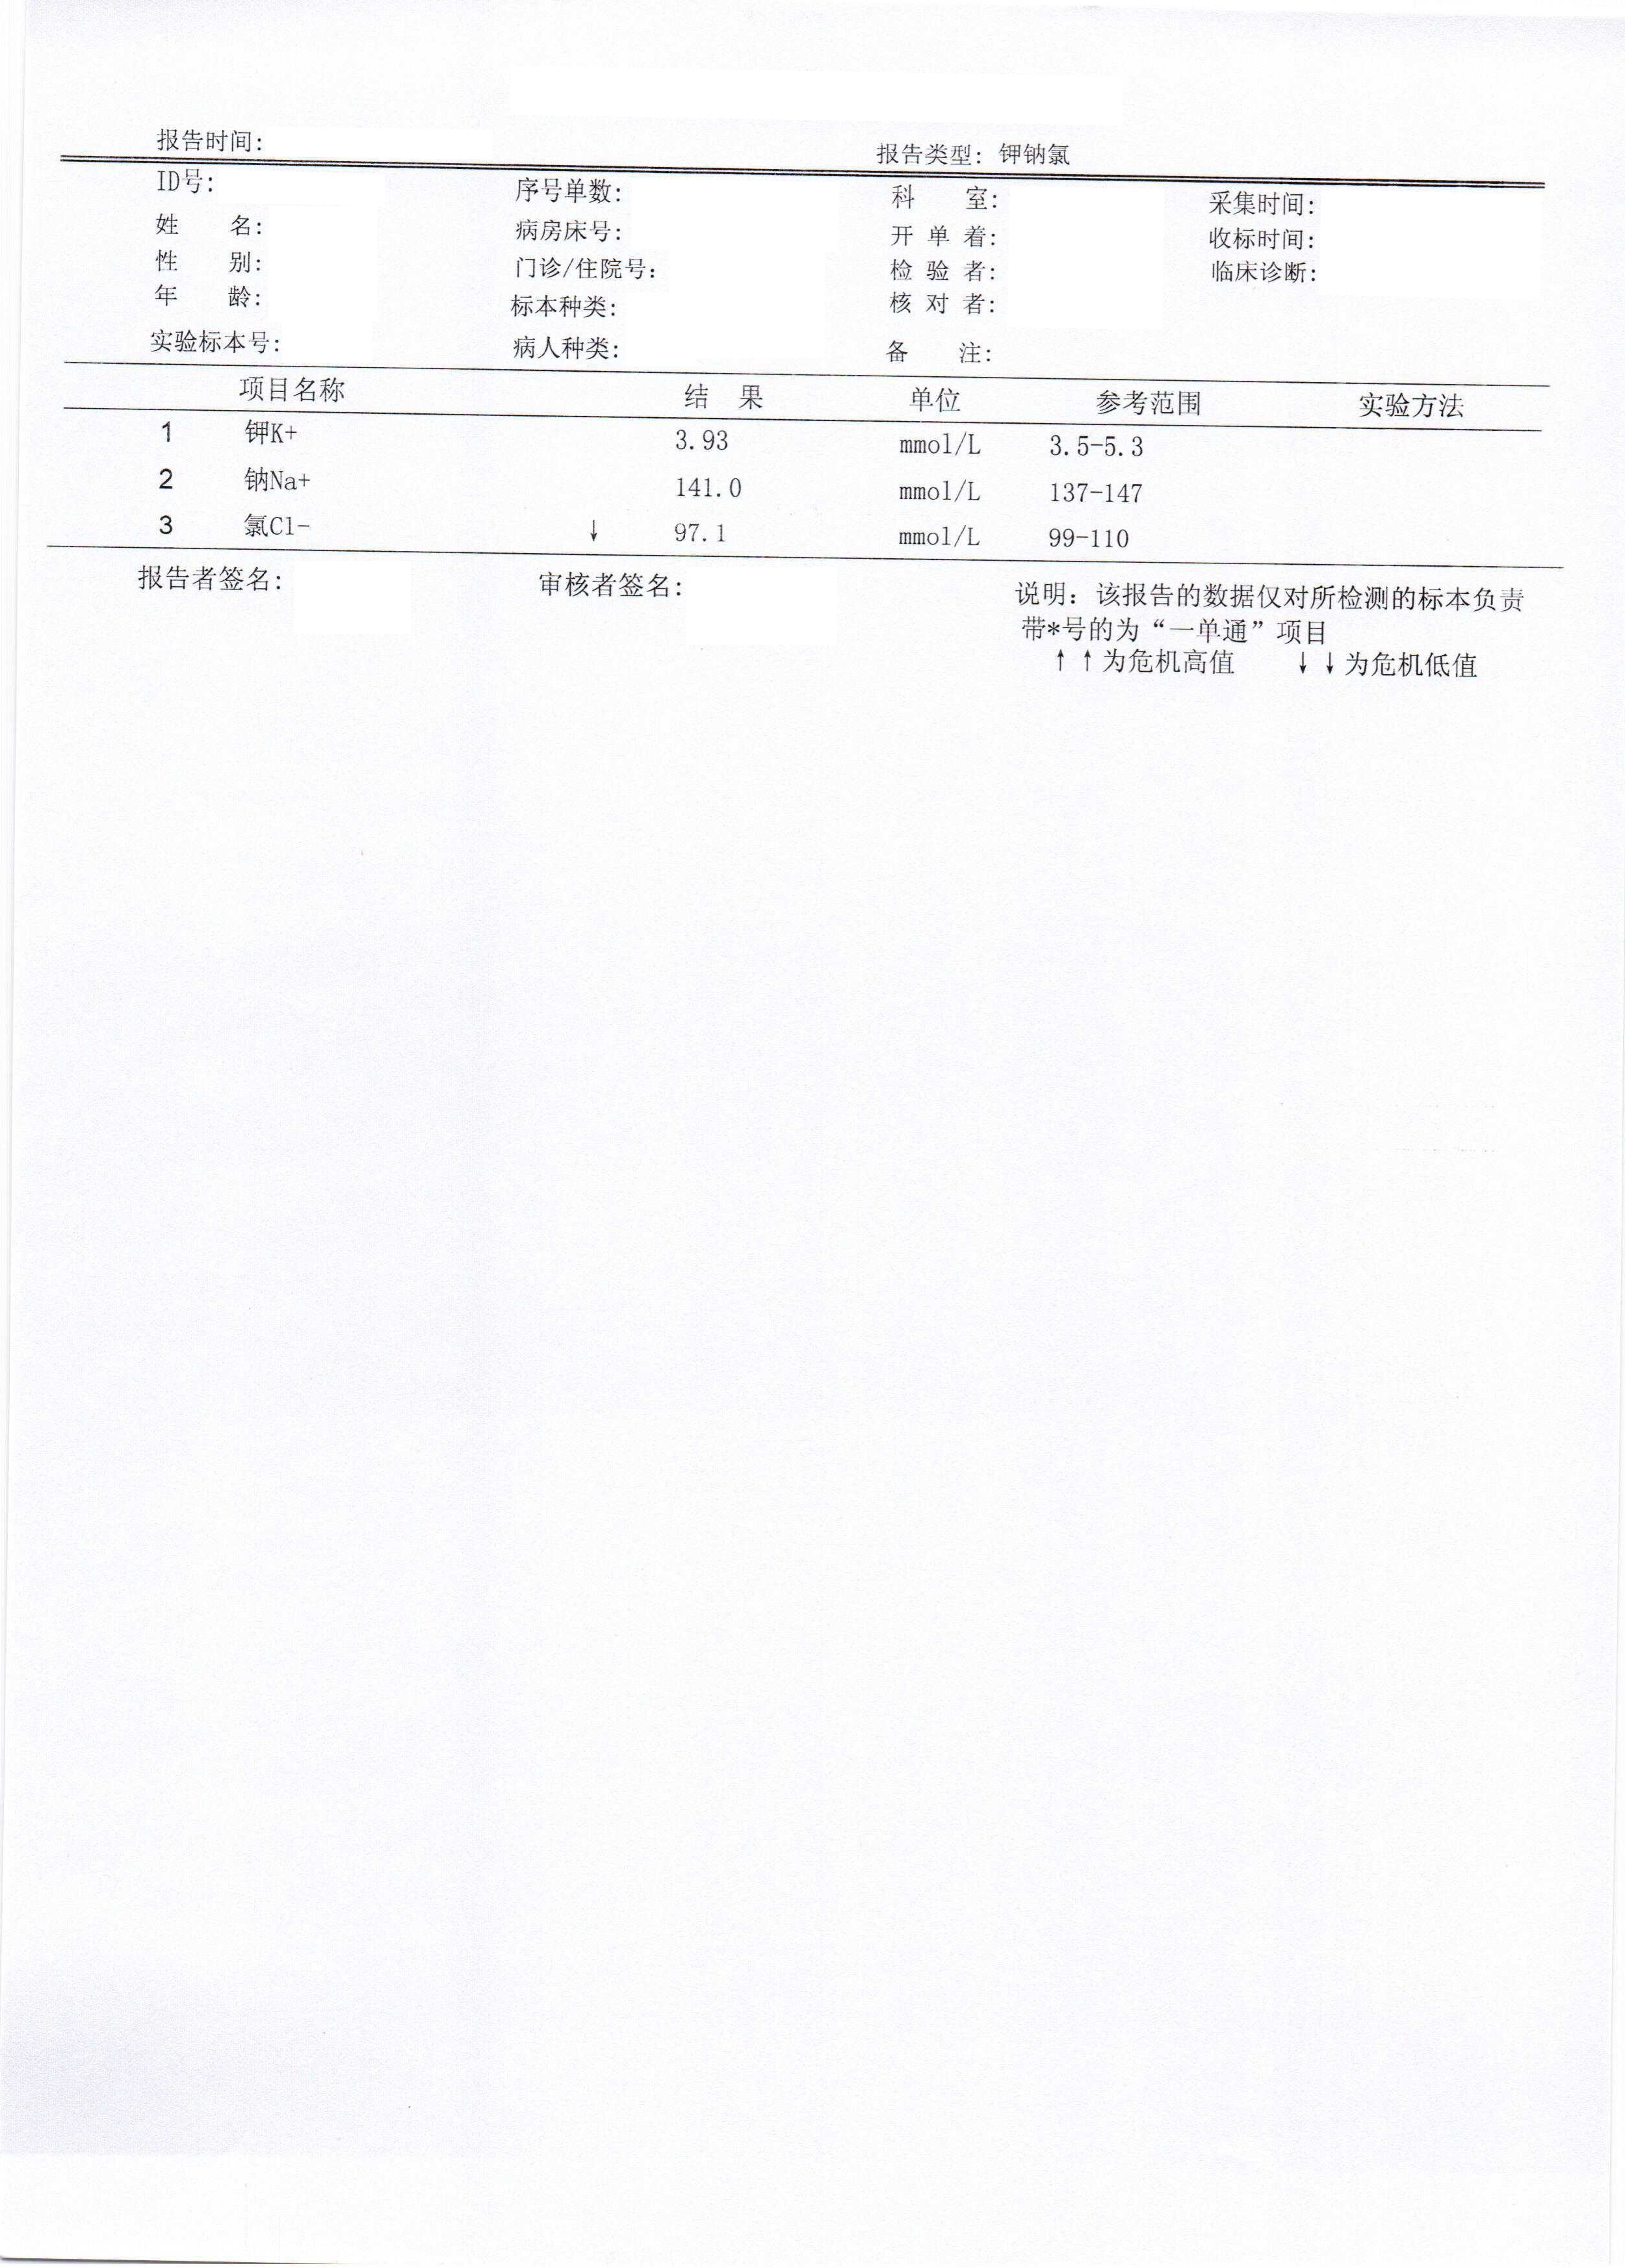 报告时间: 报告类型: 钾钠氯
ID号: 序号单数: 科 室: 采集时间:
姓 名: 病房床号: 开 单 着: 收标时间:
性 别: 门诊/住院号: 检 验 者: 临床诊断:
年 龄: 标本种类: 核 对 者:
实验标本号: 病人种类: 备 注:
项目名称 结 果 单位 参考范围 实验方法
1 钾K+ 3.93 mmol/L 3.5-5.3
2 钠Na+ 141.0 mmol/L 137-147
3 氯Cl- ↓ 97.1 mmol/L 99-110
报告者签名: 审核者签名: 说明: 该报告的数据仅对所检测的标本负责
带*号的为“一单通”项目
↑↑为危机高值 ↓↓为危机低值